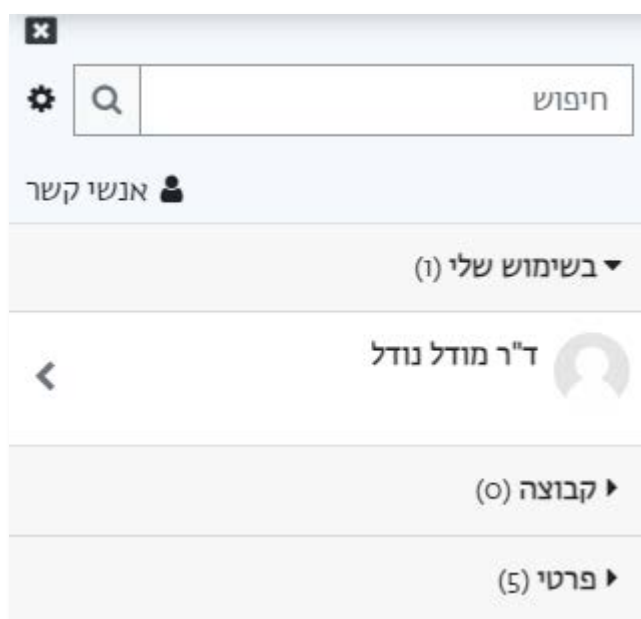 חיפוש
אנשי קשר
בשימוש שלי (1)
ד"ר מודל נודל
קבוצה (0)
פרטי (5)